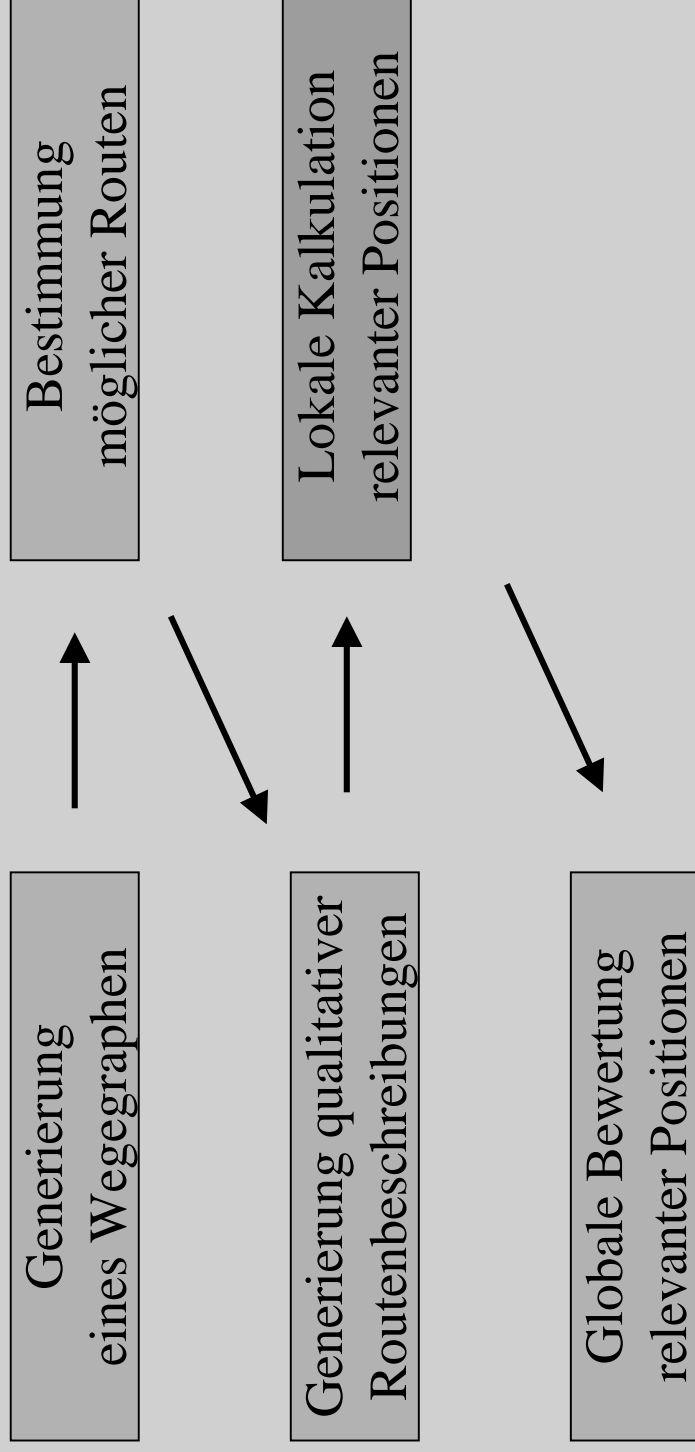 Generierung
eines Wegegraphen
Bestimmung
möglicher Routen
Generierung qualitativer
Routenbeschreibungen
Lokale Kalkulation
relevanter Positionen
Globale Bewertung
relevanter Positionen